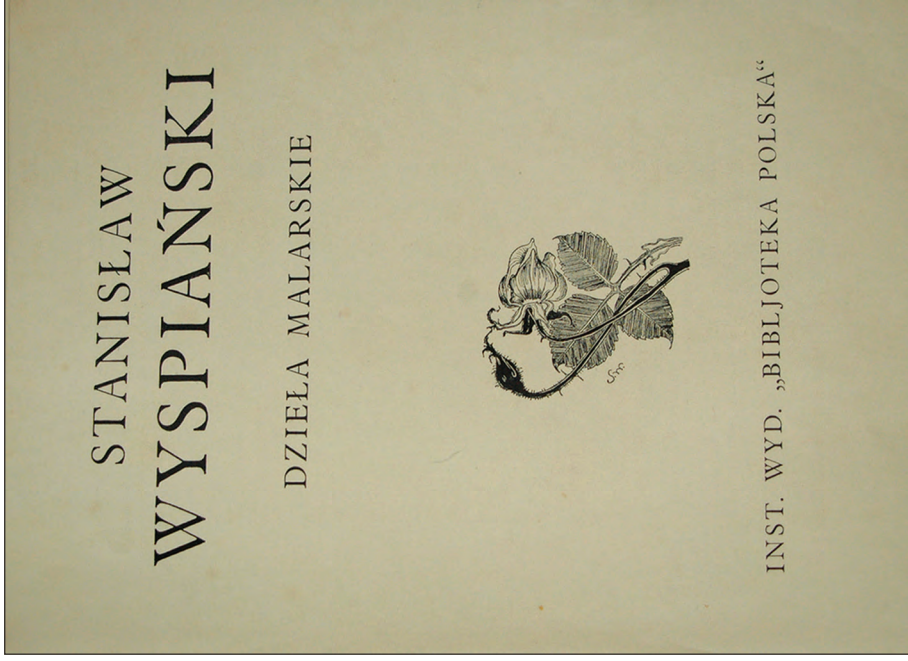 STANISŁAW
WYSPIAŃSKI
DZIEŁA MALARSKIE
INST. WYD. „BIBLJOTEKA POLSKA“